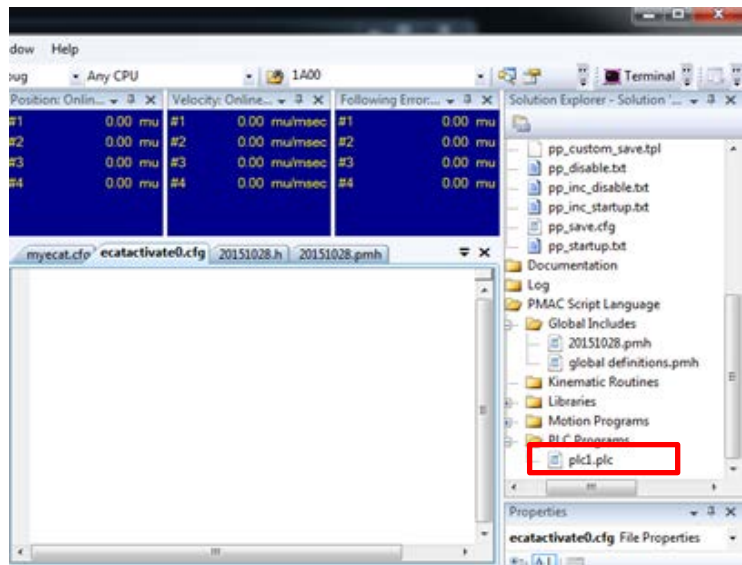 dow Help
oug Any CPU 1A00 Terminal
Position: Onlin... Velocity: Online... Following Error:... Solution Explorer - Solution '...
#1 0.00 mu #1 0.00 mu/msec #1 0.00 mu
#2 0.00 mu #2 0.00 mu/msec #2 0.00 mu
#3 0.00 mu #3 0.00 mu/msec #3 0.00 mu
#4 0.00 mu #4 0.00 mu/msec #4 0.00 mu
pp_custom_save.tpl
pp_disable.txt
pp_inc_disable.txt
pp_inc_startup.txt
pp_save.cfg
pp_startup.txt
myecat.cfg ecatactivate0.cfg 20151028.h 20151028.pmh
Documentation
Log
PMAC Script Language
Global Includes
20151028.pmh
global definitions.pmh
Kinematic Routines
Libraries
Motion Programs
PLC Programs
plc1.plc
Properties
ecatactivate0.cfg File Properties